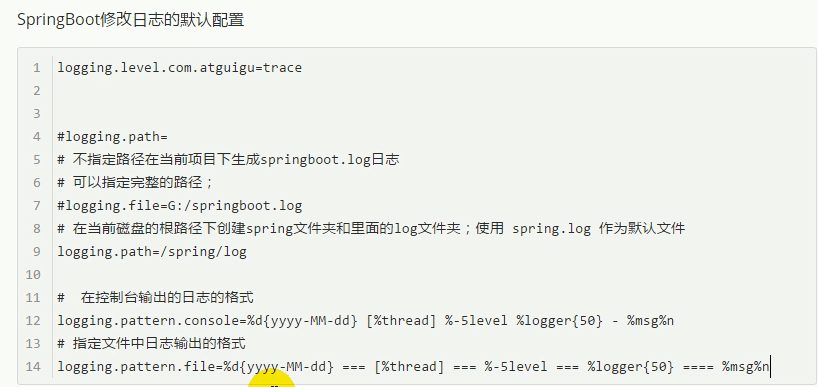 SpringBoot修改日志的默认配置
1 logging.level.com.atguigu=trace
2
3
4 #logging.path=
5 # 不指定路径在当前项目下生成springboot.log日志
6 # 可以指定完整的路径；
7 #logging.file=G:/springboot.log
8 # 在当前磁盘的根路径下创建spring文件夹和里面的log文件夹；使用 spring.log 作为默认文件
9 logging.path=/spring/log
10
11 #  在控制台输出的日志的格式
12 logging.pattern.console=%d{yyyy-MM-dd} [%thread] %-5level %logger{50} - %msg%n
13 # 指定文件中日志输出的格式
14 logging.pattern.file=%d{yyyy-MM-dd} === [%thread] === %-5level === %logger{50} ==== %msg%n